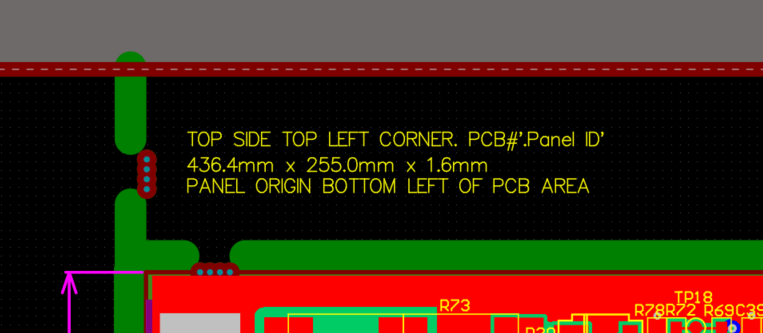 TOP SIDE TOP LEFT CORNER. PCB#'.Panel ID'
436.4mm x 255.0mm x 1.6mm
PANEL ORIGIN BOTTOM LEFT OF PCB AREA
TP18
R73
R78R72 R69C39